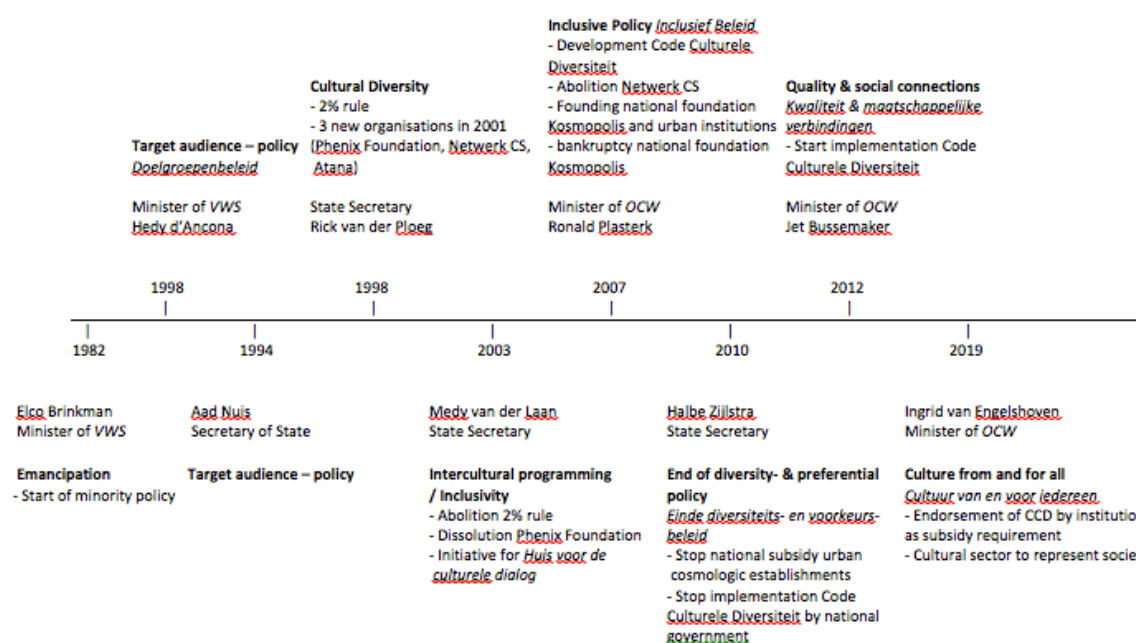 Inclusive Policy Inclusief Beleid
- Development Code Culturele
Diversiteit
- Abolition Netwerk CS
- Founding national foundation
Kosmopolis and urban institutions
- bankruptcy national foundation
Kosmopolis
Minister of OCW
Ronald Plasterk
Cultural Diversity
- 2% rule
- 3 new organisations in 2001
(Phenix Foundation, Netwerk CS,
Atana)
State Secretary
Rick van der Ploeg
Quality & social connections
Kwaliteit & maatschappelijke
verbindingen
- Start implementation Code
Culturele Diversiteit
Minister of OCW
Jet Bussemaker
Target audience – policy
Doelgroepenbeleid
Minister of VWS
Hedy d'Ancona
1998
1998
2007
2012
1982
1994
2003
2010
2019
Elco Brinkman
Minister of VWS
Emancipation
- Start of minority policy
Aad Nuis
Secretary of State
Target audience – policy
Medy van der Laan
State Secretary
Intercultural programming
/ Inclusivity
- Abolition 2% rule
- Dissolution Phenix Foundation
- Initiative for Huis voor de
culturele dialog
Halbe Zijlstra
State Secretary
End of diversity- & preferential
policy
Einde diversiteits- en voorkeurs-
beleid
- Stop national subsidy urban
cosmologic establishments
- Stop implementation Code
Culturele Diversiteit by national
government
Ingrid van Engelshoven
Minister of OCW
Culture from and for all
Cultuur van en voor iedereen
- Endorsement of CCD by institutio
as subsidy requirement
- Cultural sector to represent socie